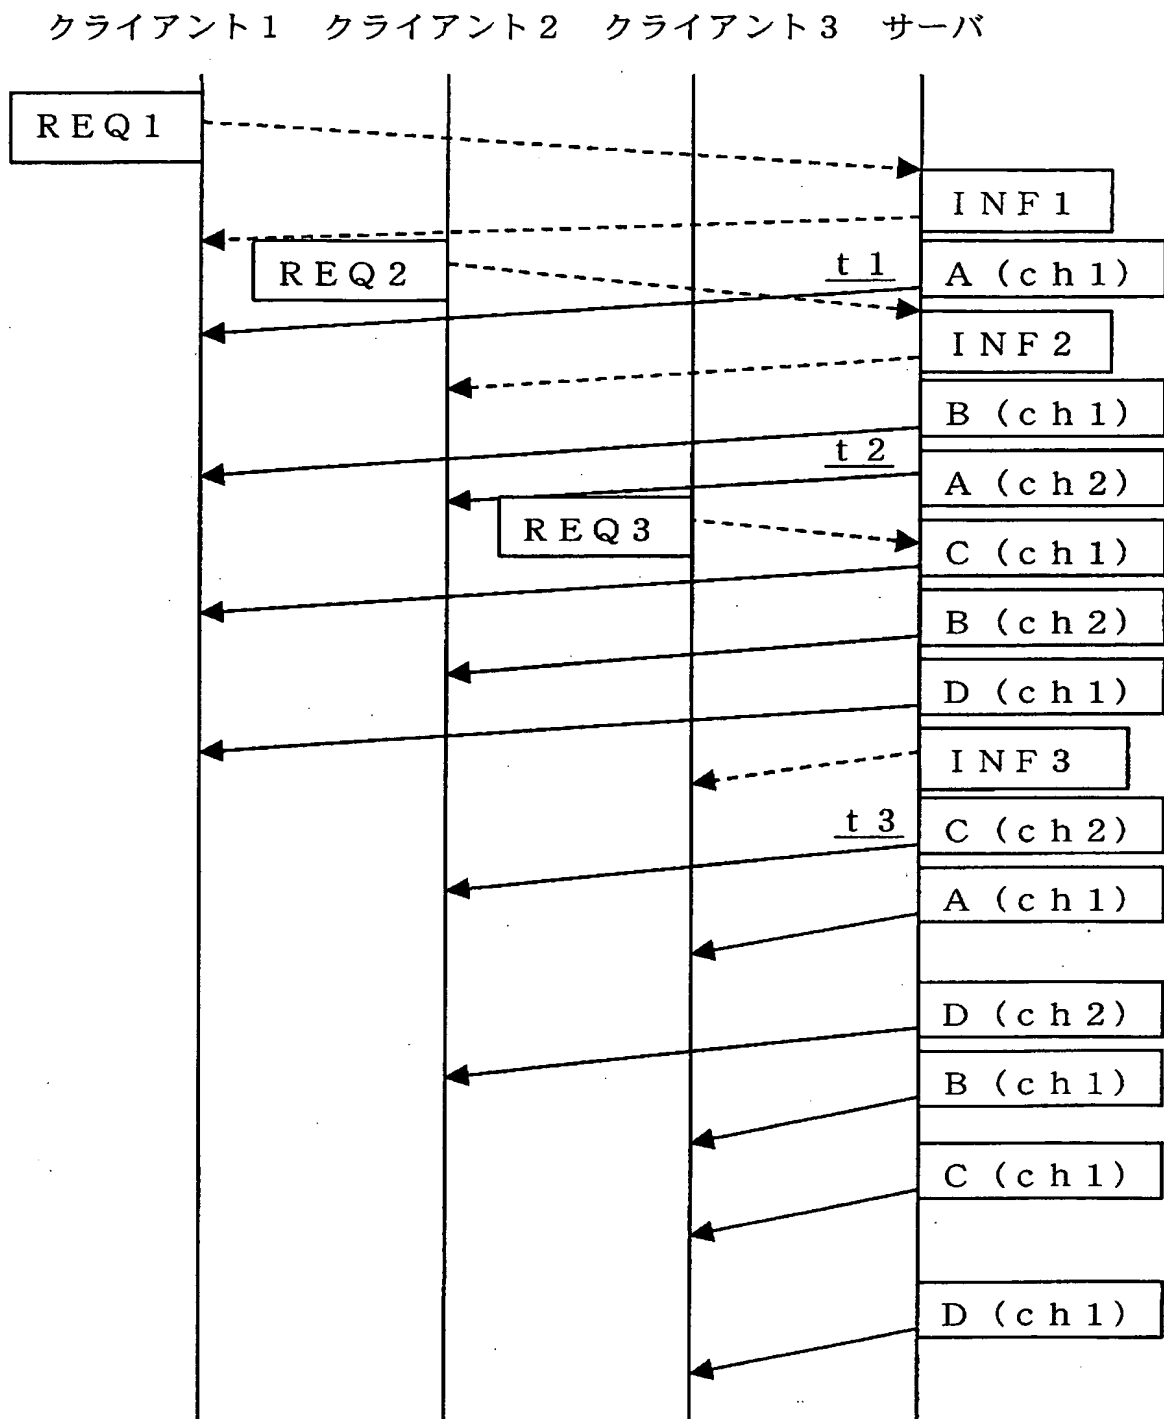 クライアント１　クライアント２　クライアント３　サーバ
ＲＥＱ１
ＩＮＦ１
ＲＥＱ２
ｔ１
Ａ（ｃｈ１）
ＩＮＦ２
Ｂ（ｃｈ１）
ｔ２
Ａ（ｃｈ２）
ＲＥＱ３
Ｃ（ｃｈ１）
Ｂ（ｃｈ２）
Ｄ（ｃｈ１）
ＩＮＦ３
ｔ３
Ｃ（ｃｈ２）
Ａ（ｃｈ１）
Ｄ（ｃｈ２）
Ｂ（ｃｈ１）
Ｃ（ｃｈ１）
Ｄ（ｃｈ１）